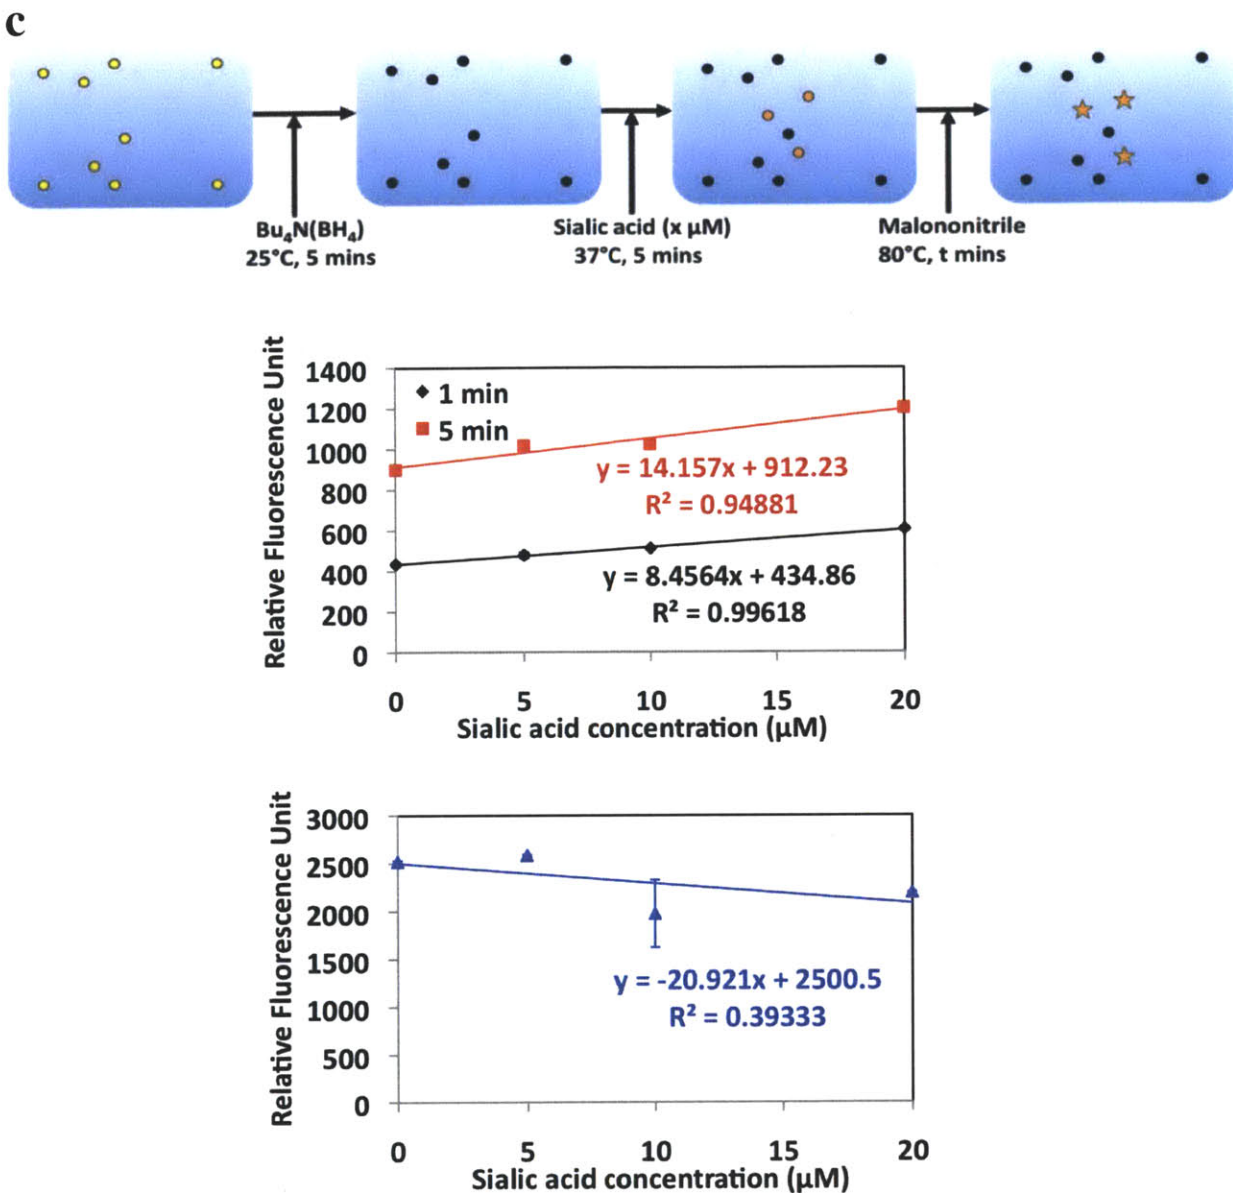 c
Bu₄N(BH₄)
25°C, 5 mins
Sialic acid (x µM)
37°C, 5 mins
Malononitrile
80°C, t mins
Relative Fluorescence Unit
1400
1200
1000
800
600
400
200
0
1 min
5 min
y = 14.157x + 912.23
R² = 0.94881
y = 8.4564x + 434.86
R² = 0.99618
0 5 10 15 20
Sialic acid concentration (µM)
Relative Fluorescence Unit
3000
2500
2000
1500
1000
500
0
y = -20.921x + 2500.5
R² = 0.39333
0 5 10 15 20
Sialic acid concentration (µM)